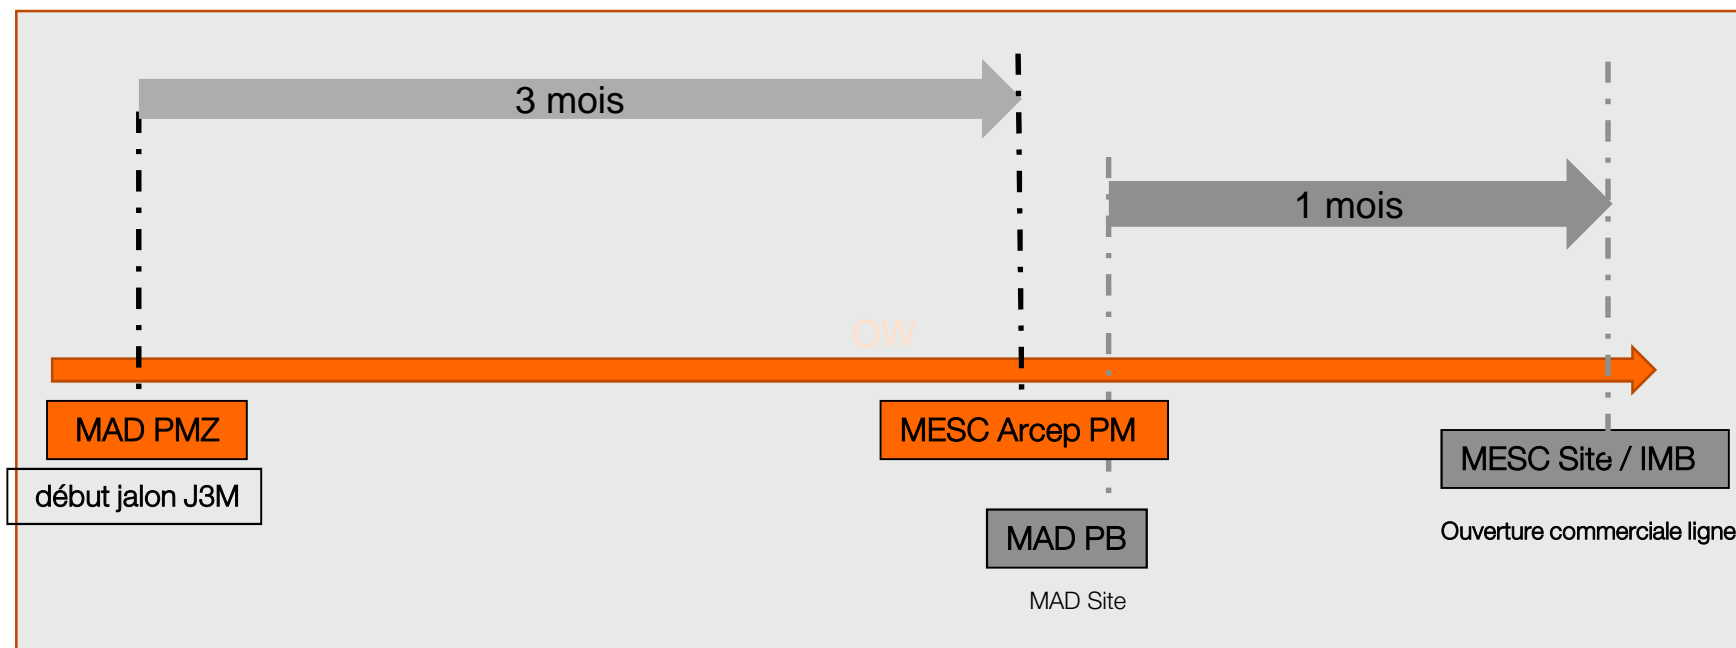 3 mois
1 mois
OW
MAD PMZ
MESC Arcep PM
MESC Site / IMB
début jalon J3M
MAD PB
Ouverture commerciale ligne
MAD Site